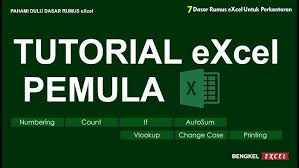 PAHAMI DULU DASAR RUMUS eXcel
7 Dasar Rumus eXcel Untuk Perkantoran
TUTORIAL eXcel
PEMULA
X
Numbering Count If AutoSum
Vlookup Change Case Printing
BENGKEL EXCEL